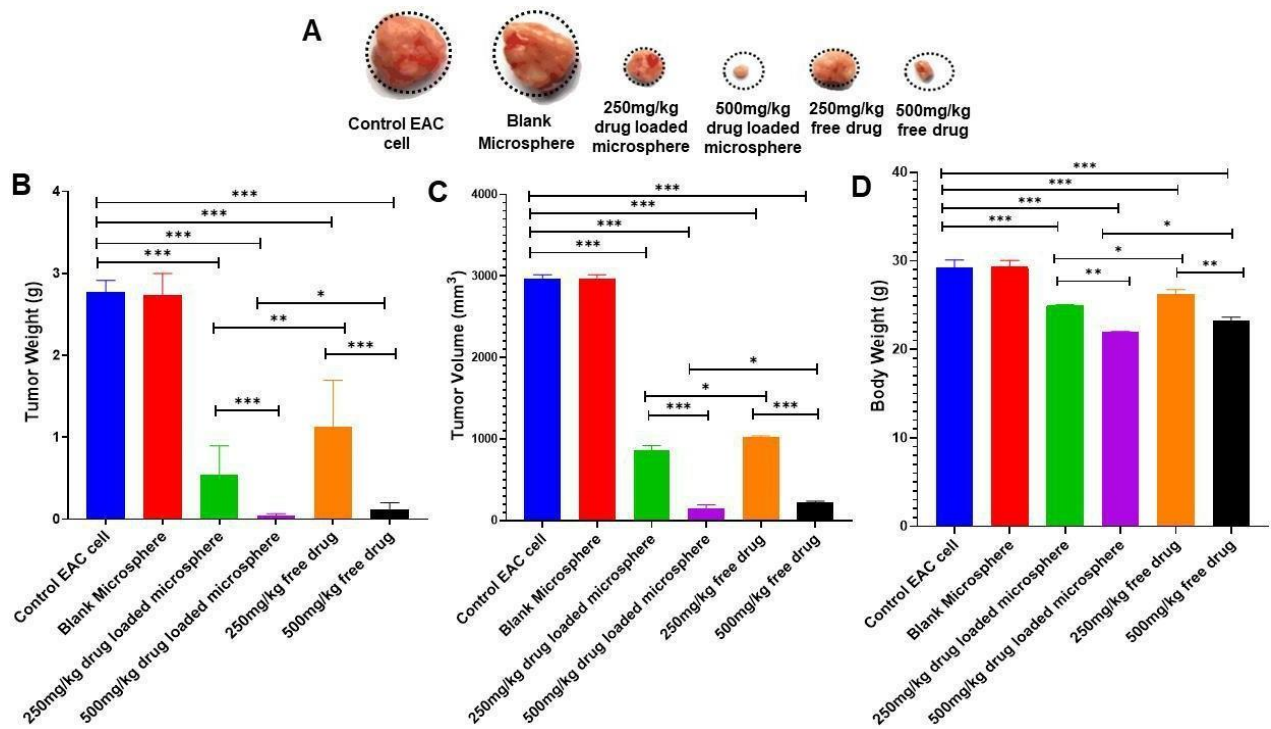 A
Control EAC
cell
Blank
Microsphere
250mg/kg
drug loaded
microsphere
500mg/kg
drug loaded
microsphere
250mg/kg
free drug
500mg/kg
free drug
B
Tumor Weight (g)
4
3
2
1
0
***
***
***
***
*
**
***
***
Control EAC cell
Blank Microsphere
250mg/kg drug loaded microsphere
500mg/kg drug loaded microsphere
250mg/kg free drug
500mg/kg free drug
C
Tumor Volume (mm³)
4000
3000
2000
1000
0
***
***
***
***
*
*
***
***
Control EAC cell
Blank Microsphere
250mg/kg drug loaded microsphere
500mg/kg drug loaded microsphere
250mg/kg free drug
500mg/kg free drug
D
Body Weight (g)
40
30
20
10
0
***
***
***
***
*
*
**
**
Control EAC cell
Blank Microsphere
250mg/kg drug loaded microsphere
500mg/kg drug loaded microsphere
250mg/kg free drug
500mg/kg free drug